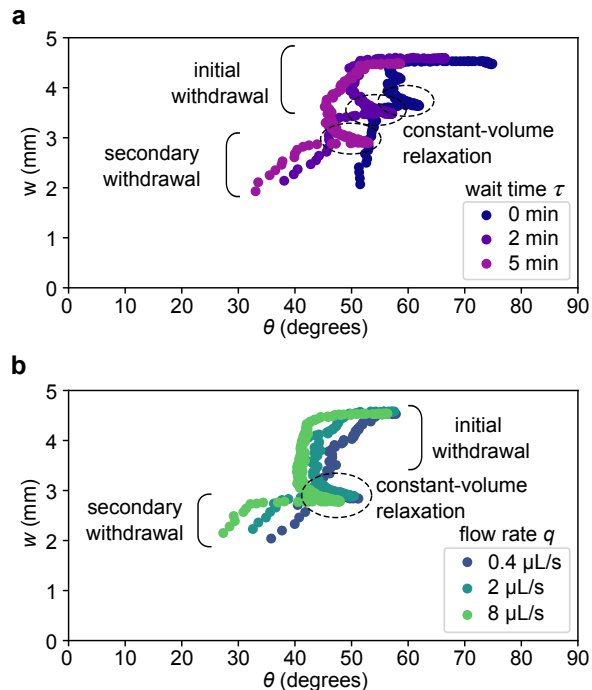 a
5
4
3
2
1
0
w (mm)
initial
withdrawal
secondary
withdrawal
constant-volume
relaxation
wait time τ
0 min
2 min
5 min
0 10 20 30 40 50 60 70 80 90
θ (degrees)
b
5
4
3
2
1
0
w (mm)
initial
withdrawal
constant-volume
relaxation
secondary
withdrawal
flow rate q
0.4 µL/s
2 µL/s
8 µL/s
0 10 20 30 40 50 60 70 80 90
θ (degrees)